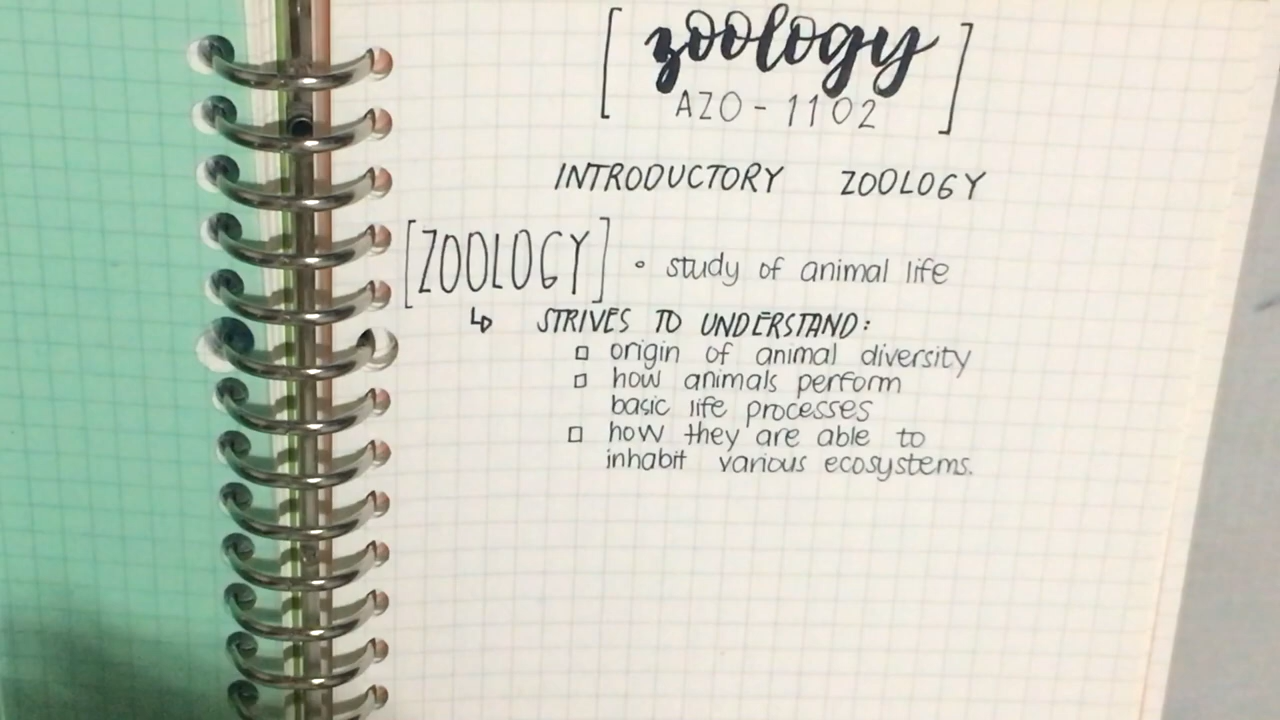 [zoology]
AZO - 1102
INTRODUCTORY ZOOLOGY
[ZOOLOGY] ∘ study of animal life
↳ STRIVES TO UNDERSTAND:
□ origin of animal diversity
□ how animals perform
basic life processes
□ how they are able to
inhabit various ecosystems.